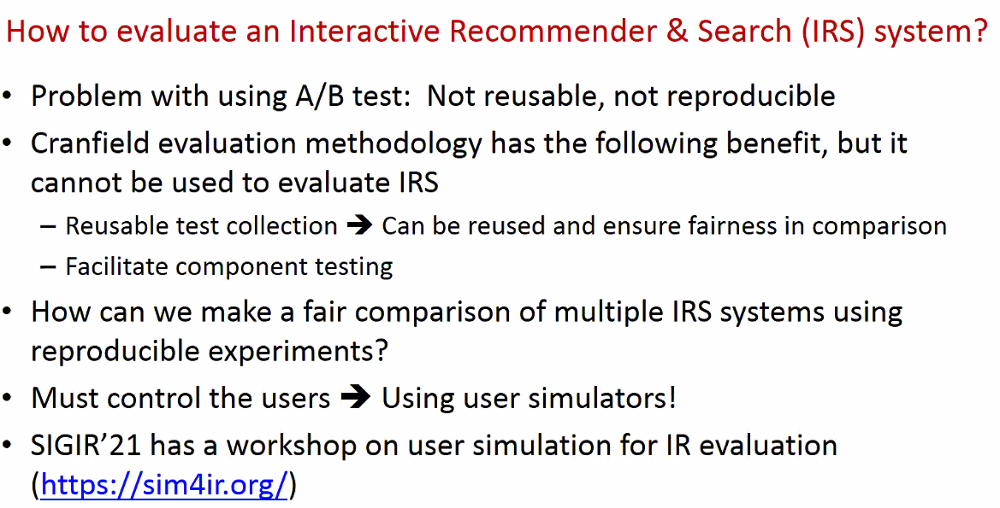 How to evaluate an Interactive Recommender & Search (IRS) system?
• Problem with using A/B test: Not reusable, not reproducible
• Cranfield evaluation methodology has the following benefit, but it
cannot be used to evaluate IRS
– Reusable test collection ➔ Can be reused and ensure fairness in comparison
– Facilitate component testing
• How can we make a fair comparison of multiple IRS systems using
reproducible experiments?
• Must control the users ➔ Using user simulators!
• SIGIR’21 has a workshop on user simulation for IR evaluation
(https://sim4ir.org/)